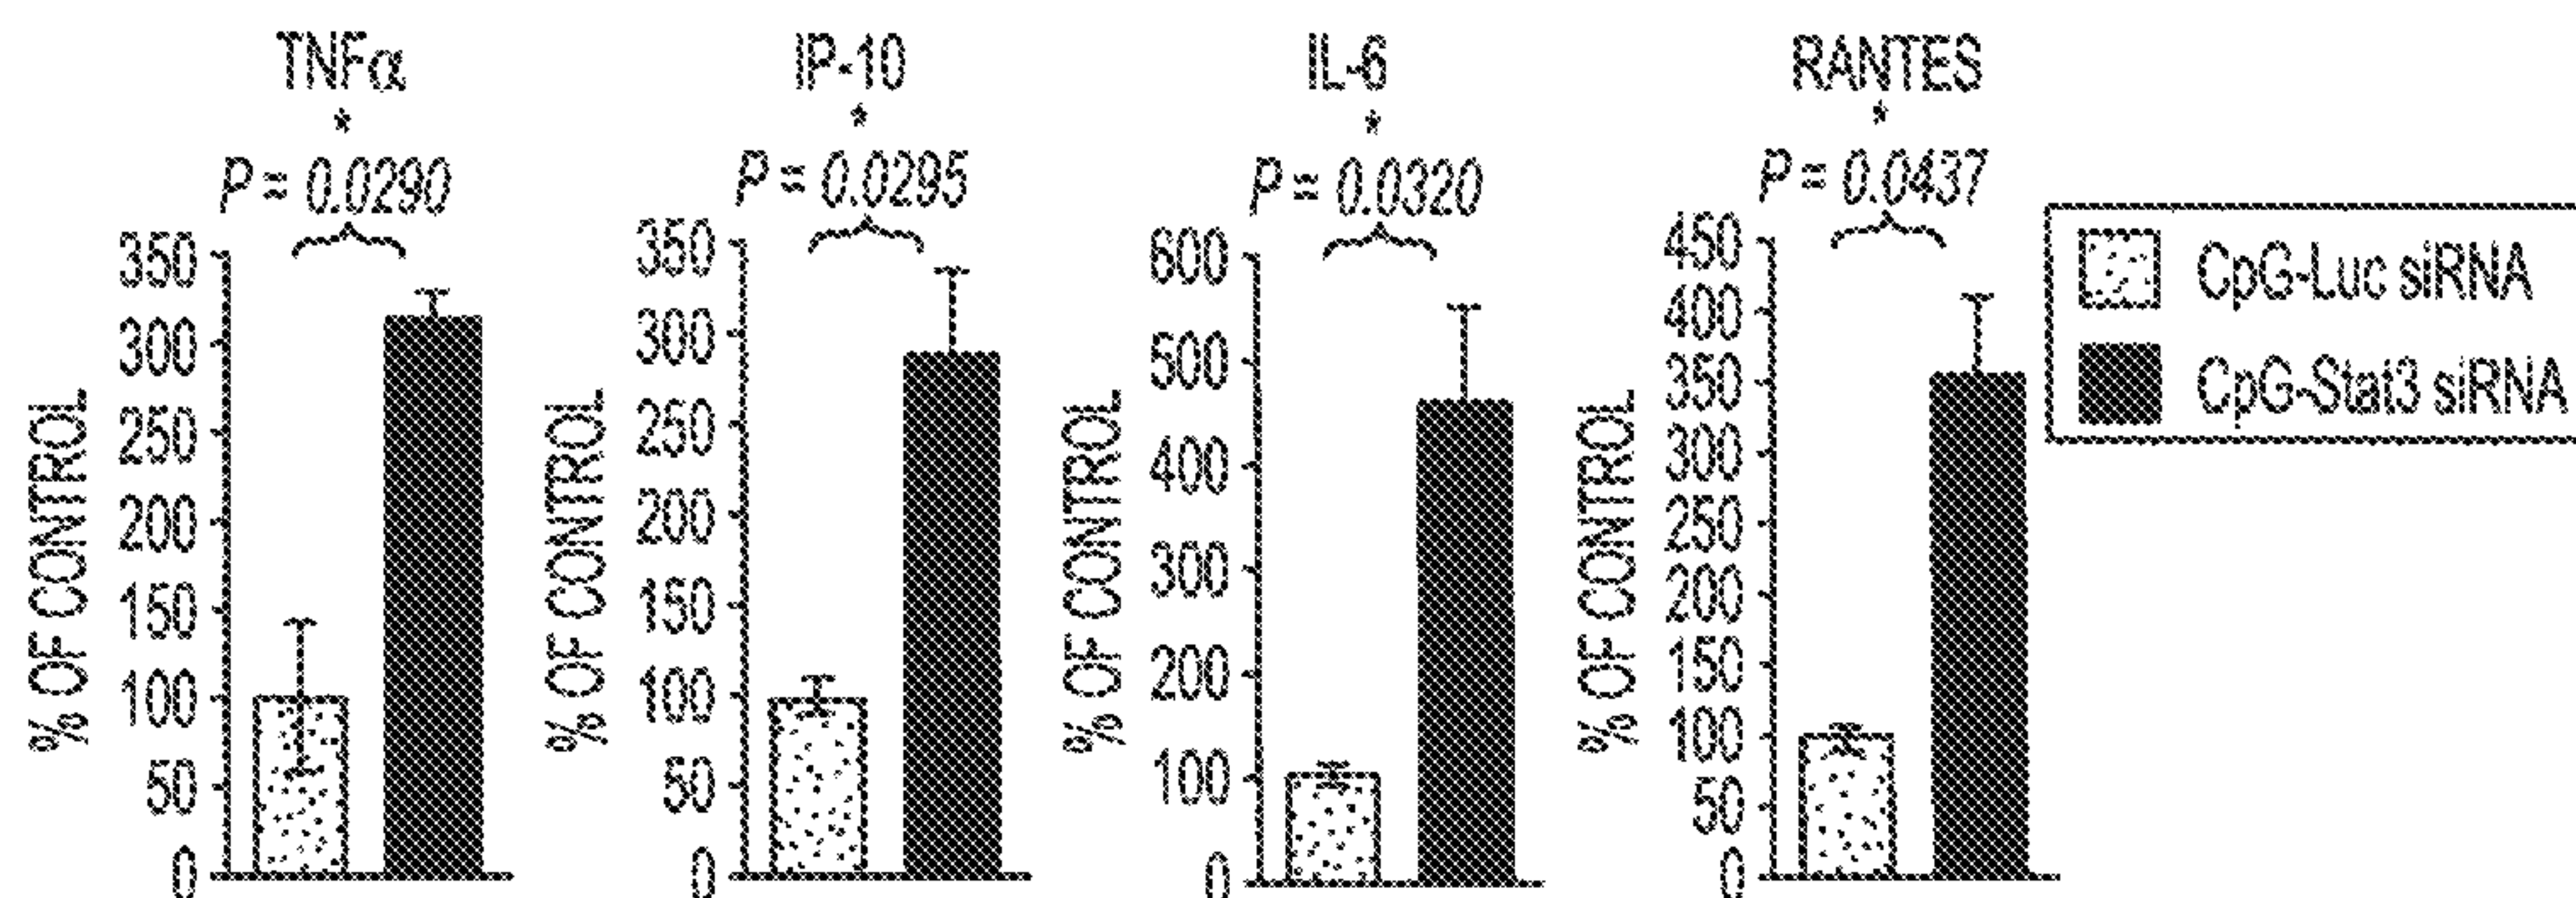 TNFα
*
P = 0.0290
350
300
250
200
150
100
50
0
% OF CONTROL
IP-10
*
P = 0.0295
350
300
250
200
150
100
50
0
% OF CONTROL
IL-6
*
P = 0.0320
600
500
400
300
200
100
0
% OF CONTROL
RANTES
*
P = 0.0437
450
400
350
300
250
200
150
100
50
0
% OF CONTROL
CpG-Luc siRNA
CpG-Stat3 siRNA